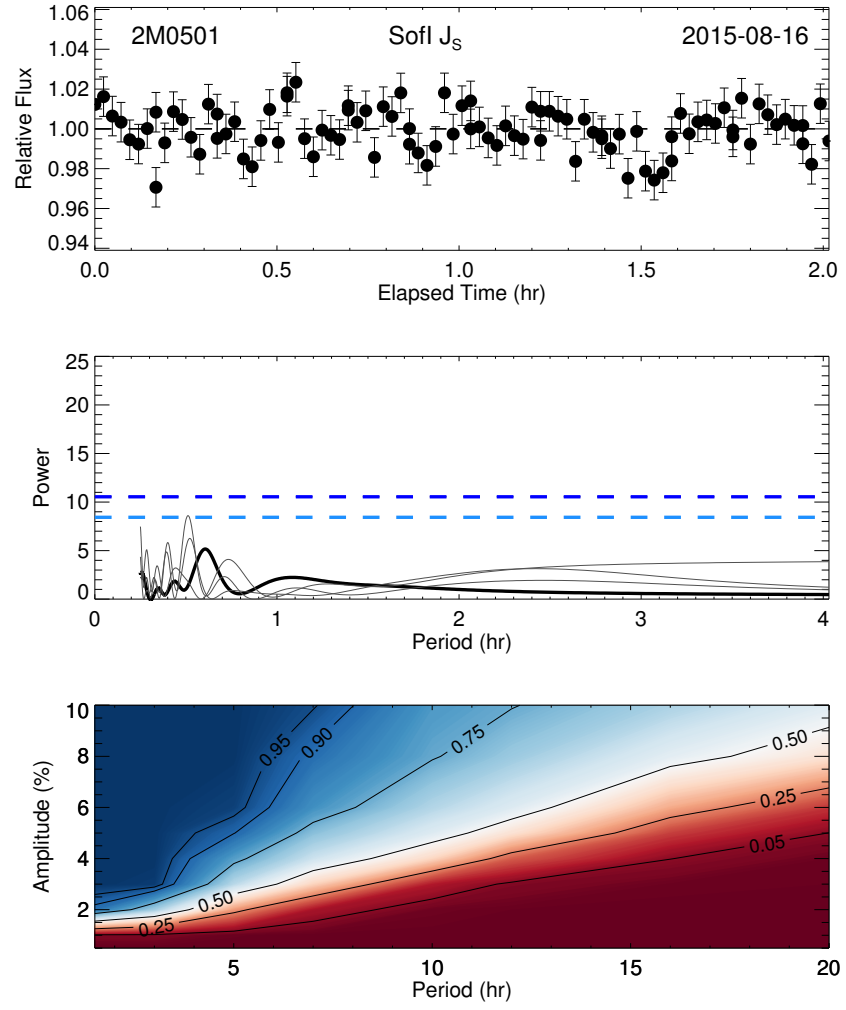 2M0501 SofI J_S 2015-08-16
1.06
1.04
1.02
1.00
0.98
0.96
0.94
Relative Flux
0.0 0.5 1.0 1.5 2.0
Elapsed Time (hr)
25
20
15
10
5
0
Power
0 1 2 3 4
Period (hr)
10
8
6
4
2
Amplitude (%)
0.95 0.90 0.75 0.50
0.25
0.05
0.50
0.25
5 10 15 20
Period (hr)